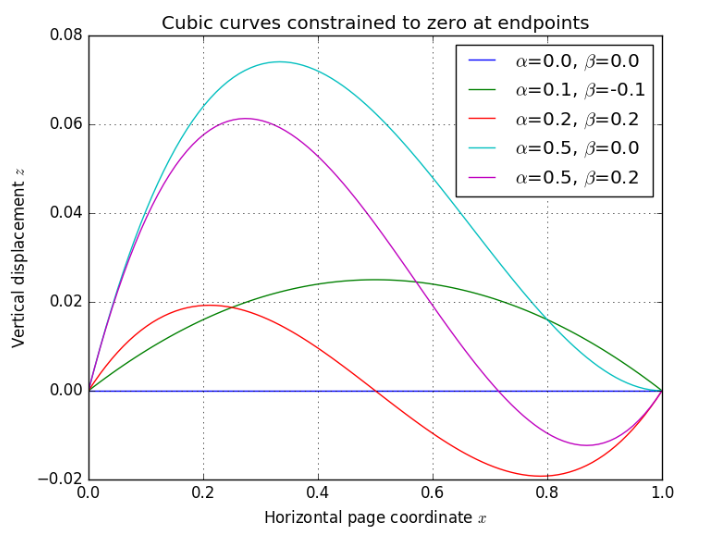 Cubic curves constrained to zero at endpoints
0.08
0.06
0.04
0.02
0.00
−0.02
Vertical displacement z
α=0.0, β=0.0
α=0.1, β=-0.1
α=0.2, β=0.2
α=0.5, β=0.0
α=0.5, β=0.2
0.0 0.2 0.4 0.6 0.8 1.0
Horizontal page coordinate x